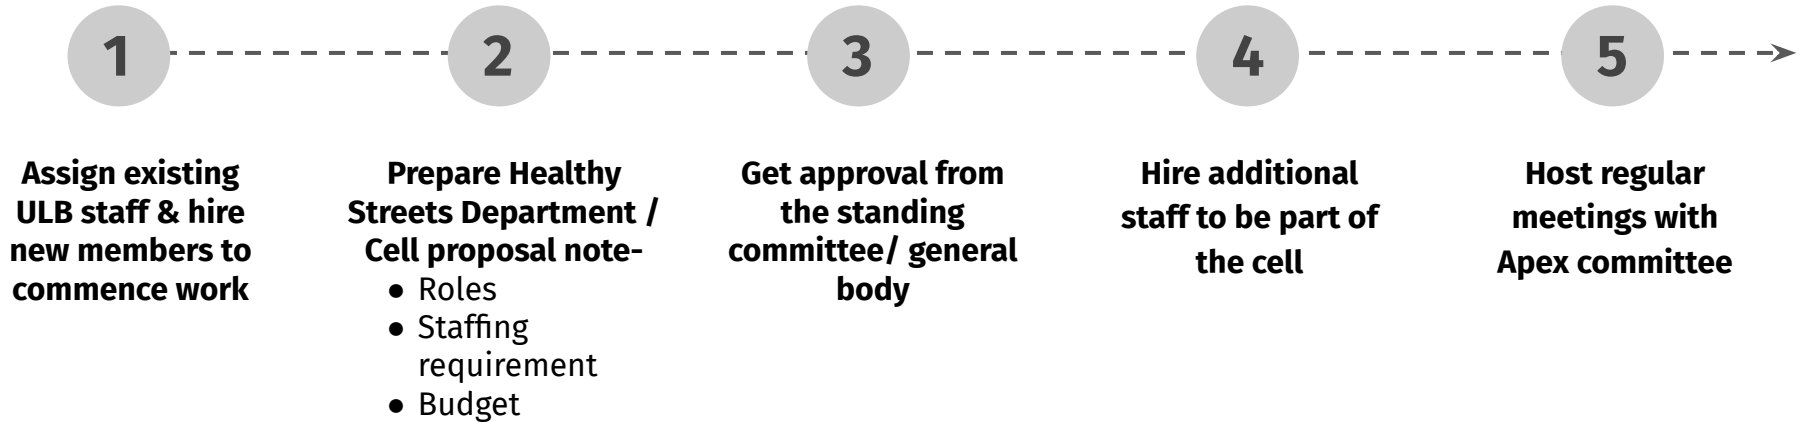 1
2
3
4
5
Assign existing
ULB staff & hire
new members to
commence work
Prepare Healthy
Streets Department /
Cell proposal note-
● Roles
● Staffing
requirement
● Budget
Get approval from
the standing
committee/ general
body
Hire additional
staff to be part of
the cell
Host regular
meetings with
Apex committee